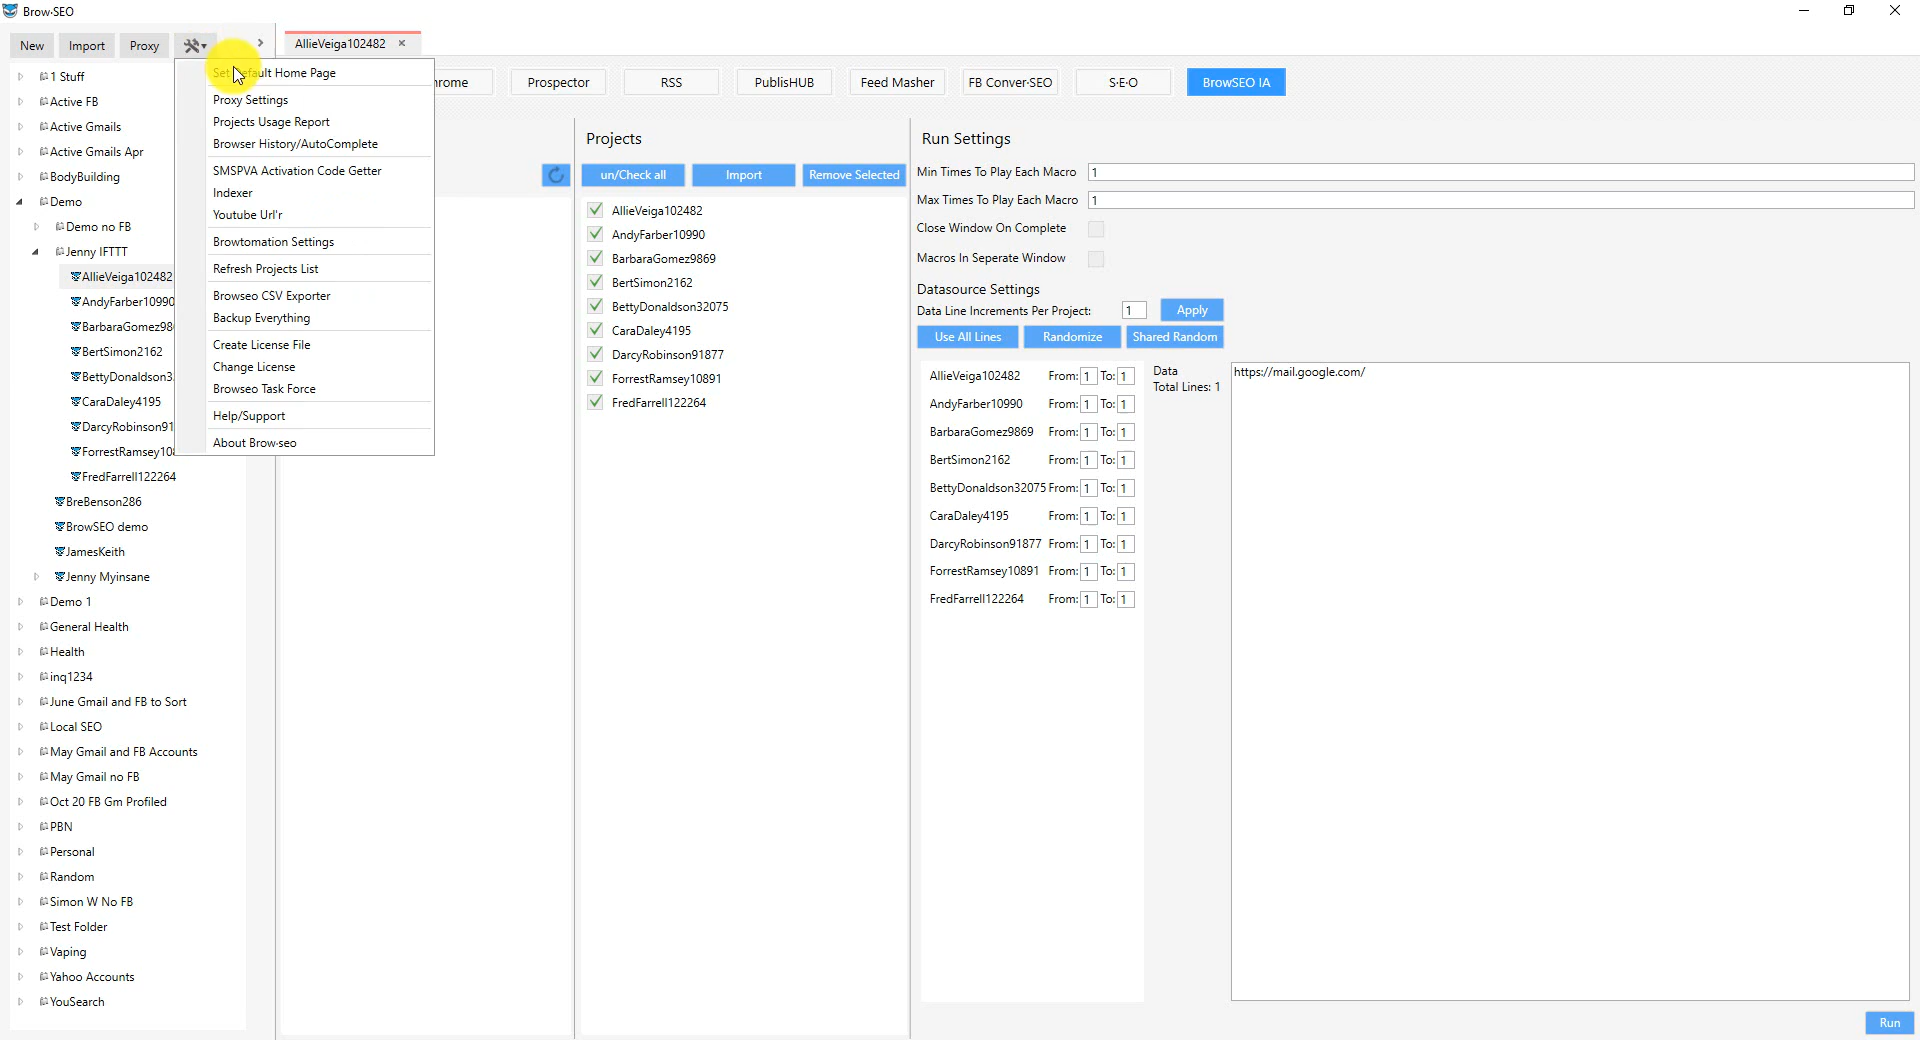 Brow·SEO
New
Import
Proxy
AllieVeiga102482
Set Default Home Page
Proxy Settings
Projects Usage Report
Browser History/AutoComplete
SMSPVA Activation Code Getter
Indexer
Youtube Url'r
Browtomation Settings
Refresh Projects List
Browseo CSV Exporter
Backup Everything
Create License File
Change License
Browseo Task Force
Help/Support
About Brow-seo
1 Stuff
Active FB
Active Gmails
Active Gmails Apr
BodyBuilding
Demo
Demo no FB
Jenny IFTTT
AllieVeiga102482
AndyFarber10990
BarbaraGomez98
BertSimon2162
BettyDonaldson3
CaraDaley4195
DarcyRobinson91
ForrestRamsey10
FredFarrell122264
BreBenson286
BrowSEO demo
JamesKeith
Jenny Myinsane
Demo 1
General Health
Health
inq1234
June Gmail and FB to Sort
Local SEO
May Gmail and FB Accounts
May Gmail no FB
Oct 20 FB Gm Profiled
PBN
Personal
Random
Simon W No FB
Test Folder
Vaping
Yahoo Accounts
YouSearch
Prospector
RSS
PublisHUB
Feed Masher
FB Conver·SEO
S·E·O
BrowSEO IA
Projects
un/Check all
Import
Remove Selected
AllieVeiga102482
AndyFarber10990
BarbaraGomez9869
BertSimon2162
BettyDonaldson32075
CaraDaley4195
DarcyRobinson91877
ForrestRamsey10891
FredFarrell122264
Run Settings
Min Times To Play Each Macro 1
Max Times To Play Each Macro 1
Close Window On Complete
Macros In Seperate Window
Datasource Settings
Data Line Increments Per Project: 1 Apply
Use All Lines Randomize Shared Random
AllieVeiga102482 From: 1 To: 1
AndyFarber10990 From: 1 To: 1
BarbaraGomez9869 From: 1 To: 1
BertSimon2162 From: 1 To: 1
BettyDonaldson32075 From: 1 To: 1
CaraDaley4195 From: 1 To: 1
DarcyRobinson91877 From: 1 To: 1
ForrestRamsey10891 From: 1 To: 1
FredFarrell122264 From: 1 To: 1
Data
Total Lines: 1
https://mail.google.com/
Run